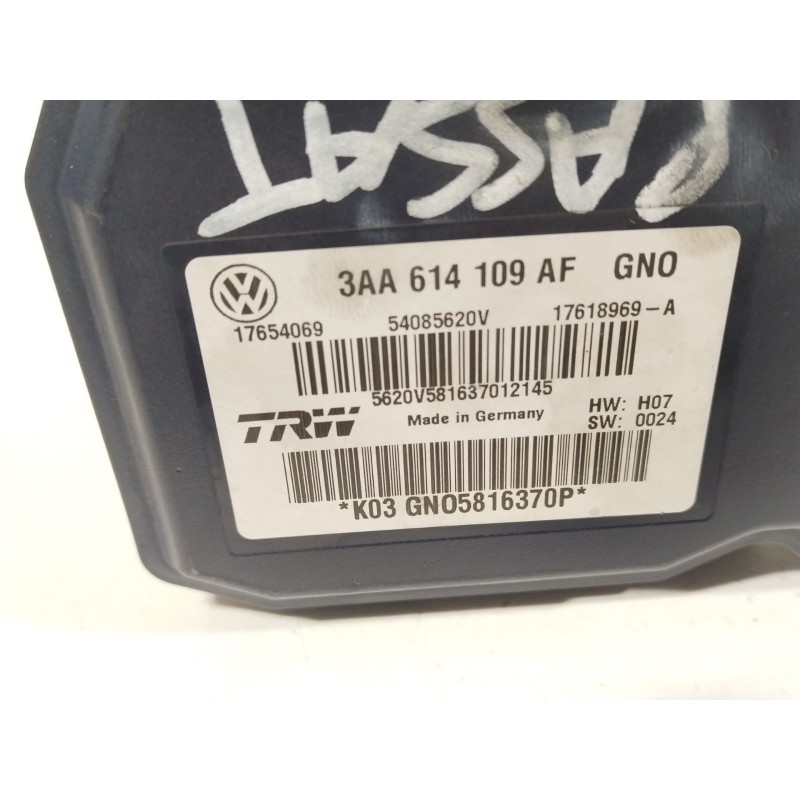 PASSAT
3AA 614 109 AF GNO
17654069 54085620V 17618969-A
5620V581637012145
TRW Made in Germany HW: H07
SW: 0024
*K03 GNO5816370P*